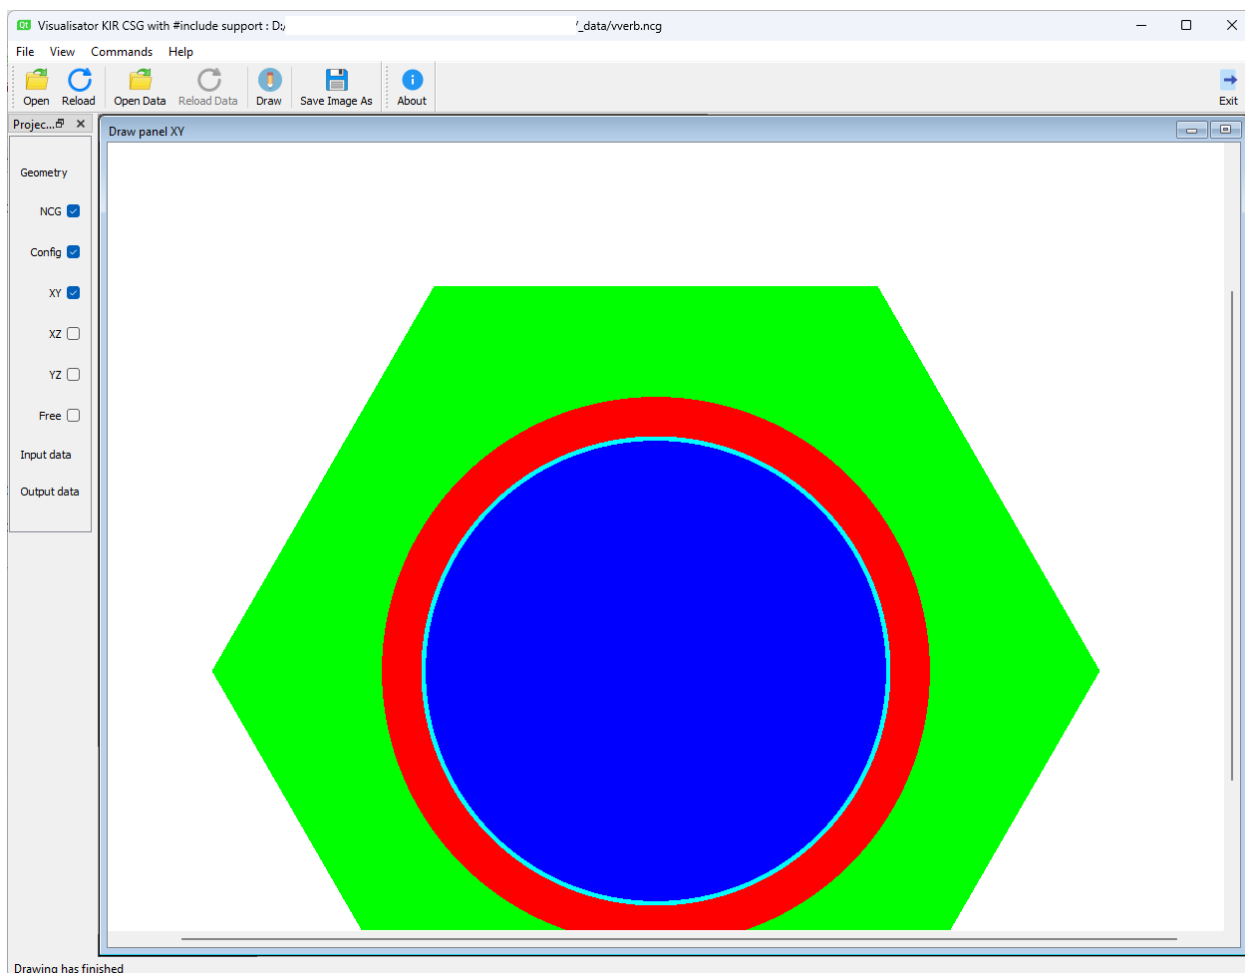 Visualisator KIR CSG with #include support : D:/ /_data/vverb.ncg
File View Commands Help
Open Reload Open Data Reload Data Draw Save Image As About Exit
Projec...
Draw panel XY
Geometry
NCG
Config
XY
XZ
YZ
Free
Input data
Output data
Drawing has finished